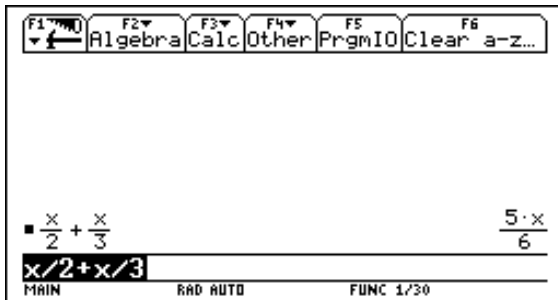 F1 F2 F3 F4 F5 F6
Algebra Calc Other PrgmIO Clear a-z…
x/2 + x/3 5·x/6
x/2+x/3
MAIN RAD AUTO FUNC 1/30